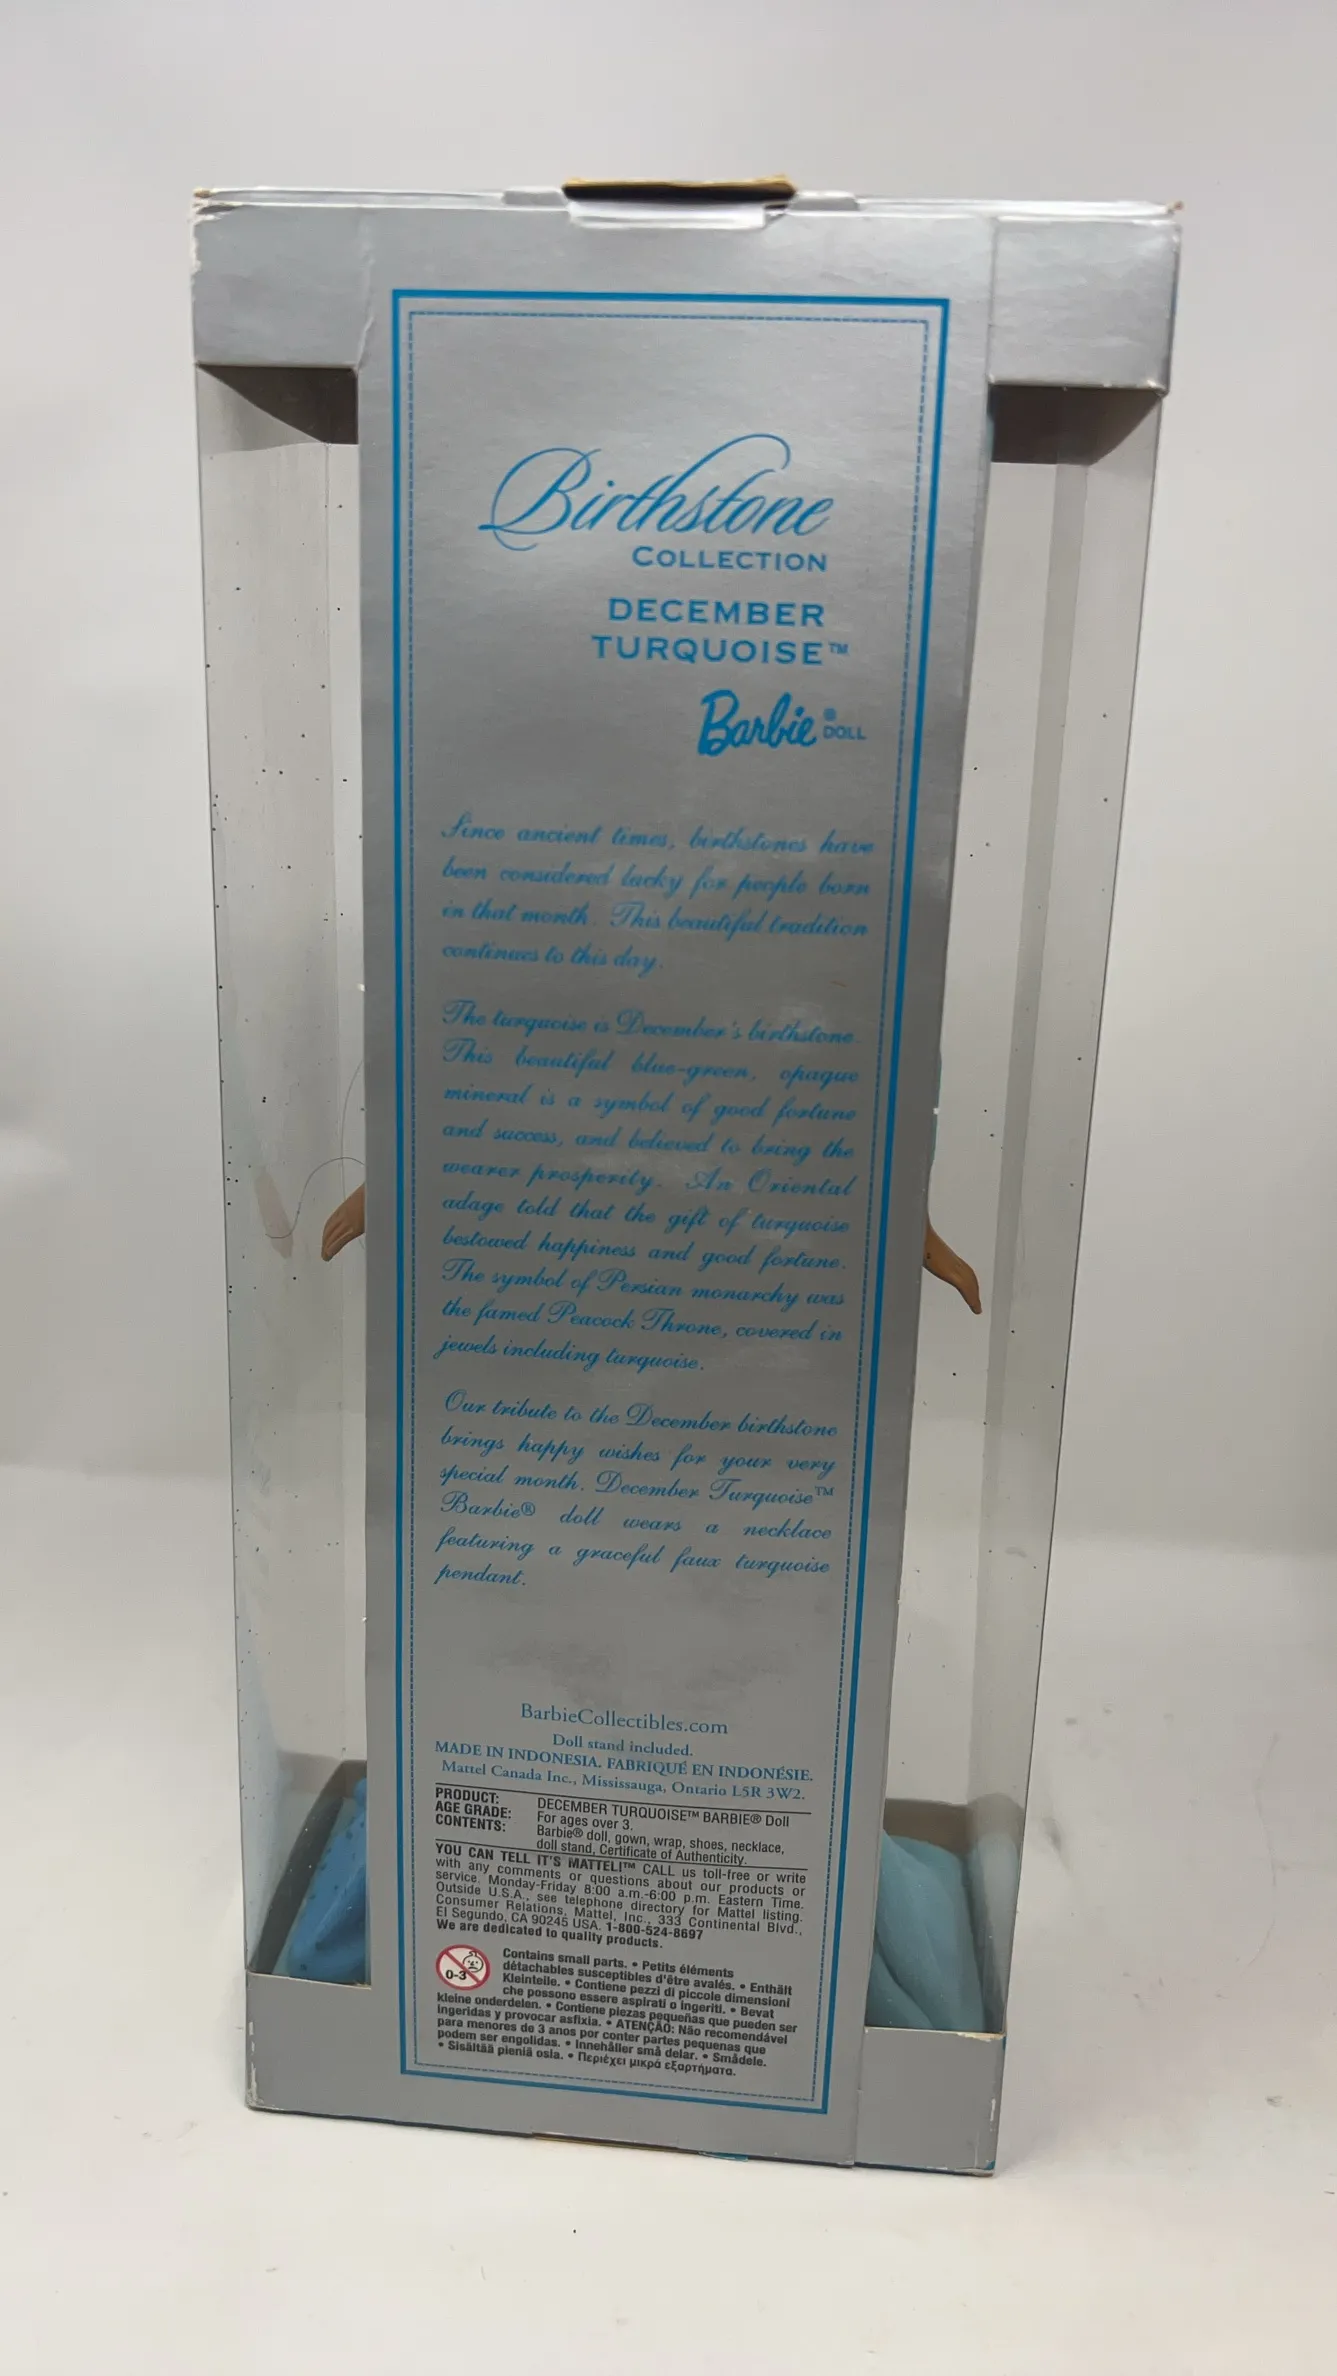 Birthstone
COLLECTION
DECEMBER
TURQUOISE™
Barbie® DOLL
Since ancient times, birthstones have
been considered lucky for people born
in that month. This beautiful tradition
continues to this day.
The turquoise is December's birthstone.
This beautiful blue-green, opaque
mineral is a symbol of good fortune
and success, and believed to bring the
wearer prosperity. An Oriental
adage told that the gift of turquoise
bestowed happiness and good fortune.
The symbol of Persian monarchy was
the famed Peacock Throne, covered in
jewels including turquoise.
Our tribute to the December birthstone
brings happy wishes for your very
special month. December Turquoise™
Barbie® doll wears a necklace
featuring a graceful faux turquoise
pendant.
BarbieCollectibles.com
Doll stand included.
MADE IN INDONESIA. FABRIQUÉ EN INDONÉSIE.
Mattel Canada Inc., Mississauga, Ontario L5R 3W2.
PRODUCT: DECEMBER TURQUOISE™ BARBIE® Doll
AGE GRADE: For ages over 3.
CONTENTS: Barbie® doll, gown, wrap, shoes, necklace,
doll stand, Certificate of Authenticity.
YOU CAN TELL IT'S MATTEL!™ CALL us toll-free or write
with any comments or questions about our products or
service. Monday-Friday 8:00 a.m.-6:00 p.m. Eastern Time.
Outside U.S.A., see telephone directory for Mattel listing.
Consumer Relations, Mattel, Inc., 333 Continental Blvd.,
El Segundo, CA 90245 USA. 1-800-524-8697
We are dedicated to quality products.
0-3
Contains small parts. • Petits éléments
détachables susceptibles d'être avalés. • Enthält
Kleinteile. • Contiene pezzi di piccole dimensioni
che possono essere aspirati o ingeriti. • Bevat
kleine onderdelen. • Contiene piezas pequeñas que pueden ser
ingeridas y provocar asfixia. • ATENÇÃO: Não recomendável
para menores de 3 anos por conter partes pequenas que
podem ser engolidas. • Innehåller små delar. • Smådele.
• Sisältää pieniä osia. • Περιέχει μικρά εξαρτήματα.